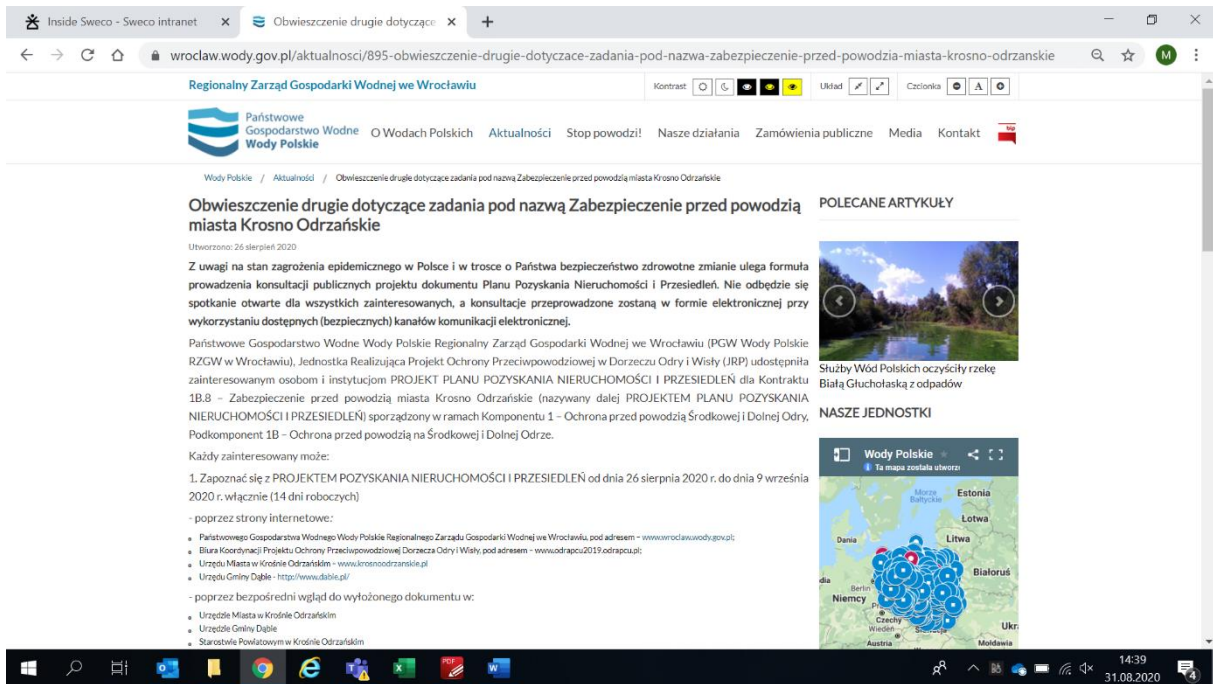 Inside Sweco - Sweco intranet
Obwieszczenie drugie dotyczące
wroclaw.wody.gov.pl/aktualnosci/895-obwieszczenie-drugie-dotyczace-zadania-pod-nazwa-zabezpieczenie-przed-powodzia-miasta-krosno-odrzanskie
M
Regionalny Zarząd Gospodarki Wodnej we Wrocławiu
Kontrast
Układ
Czcionka
A
Państwowe
Gospodarstwo Wodne
Wody Polskie
O Wodach Polskich Aktualności Stop powodzi! Nasze działania Zamówienia publiczne Media Kontakt
bip
Wody Polskie / Aktualności / Obwieszczenie drugie dotyczące zadania pod nazwą Zabezpieczenie przed powodzią miasta Krosno Odrzańskie
Obwieszczenie drugie dotyczące zadania pod nazwą Zabezpieczenie przed powodzią
miasta Krosno Odrzańskie
Utworzono: 26 sierpień 2020
Z uwagi na stan zagrożenia epidemicznego w Polsce i w trosce o Państwa bezpieczeństwo zdrowotne zmianie ulega formuła
prowadzenia konsultacji publicznych projektu dokumentu Planu Pozyskania Nieruchomości i Przesiedleń. Nie odbędzie się
spotkanie otwarte dla wszystkich zainteresowanych, a konsultacje przeprowadzone zostaną w formie elektronicznej przy
wykorzystaniu dostępnych (bezpiecznych) kanałów komunikacji elektronicznej.
Państwowe Gospodarstwo Wodne Wody Polskie Regionalny Zarząd Gospodarki Wodnej we Wrocławiu (PGW Wody Polskie
RZGW w Wrocławiu), Jednostka Realizująca Projekt Ochrony Przeciwpowodziowej w Dorzeczu Odry i Wisły (JRP) udostępniła
zainteresowanym osobom i instytucjom PROJEKT PLANU POZYSKANIA NIERUCHOMOŚCI I PRZESIEDLEŃ dla Kontraktu
1B.8 – Zabezpieczenie przed powodzią miasta Krosno Odrzańskie (nazywany dalej PROJEKTEM PLANU POZYSKANIA
NIERUCHOMOŚCI I PRZESIEDLEŃ) sporządzony w ramach Komponentu 1 – Ochrona przed powodzią Środkowej i Dolnej Odry,
Podkomponent 1B – Ochrona przed powodzią na Środkowej i Dolnej Odrze.
Każdy zainteresowany może:
1. Zapoznać się z PROJEKTEM POZYSKANIA NIERUCHOMOŚCI I PRZESIEDLEŃ od dnia 26 sierpnia 2020 r. do dnia 9 września
2020 r. włącznie (14 dni roboczych)
- poprzez strony internetowe:
Państwowego Gospodarstwa Wodnego Wody Polskie Regionalnego Zarządu Gospodarki Wodnej we Wrocławiu, pod adresem – www.wroclaw.wody.gov.pl;
Biura Koordynacji Projektu Ochrony Przeciwpowodziowej Dorzecza Odry i Wisły, pod adresem – www.odrapcu2019.odrapcu.pl;
Urzędu Miasta w Krośnie Odrzańskim – www.krosnoodrzanskie.pl
Urzędu Gminy Dąbie - http://www.dabie.pl/
- poprzez bezpośredni wgląd do wyłożonego dokumentu w:
Urzędzie Miasta w Krośnie Odrzańskim
Urzędzie Gminy Dąbie
Starostwie Powiatowym w Krośnie Odrzańskim
POLECANE ARTYKUŁY
Służby Wód Polskich oczyściły rzekę
Białą Głuchołaską z odpadów
NASZE JEDNOSTKI
Wody Polskie
Ta mapa została utworz
Morze
Bałtyckie
Estonia
Łotwa
Dania
Litwa
Białoruś
Berlin
Niemcy
Czechy
Wiedeń
Ukr
Austria
Mołdawia
14:39
31.08.2020
4